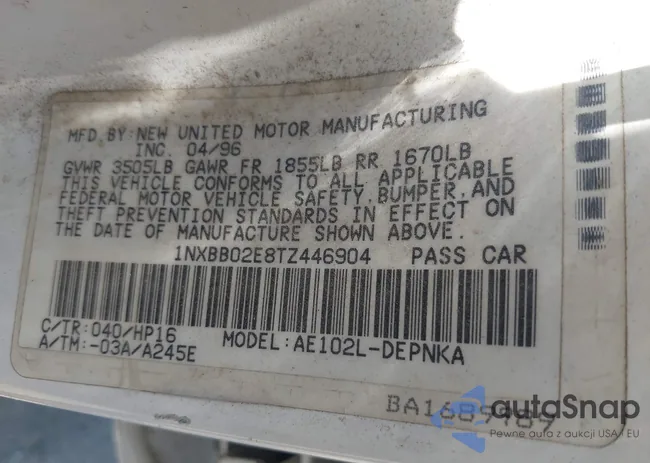 MFD.BY:NEW UNITED MOTOR MANUFACTURING
INC. 04/96
GVWR 3505LB GAWR FR 1855LB RR 1670LB
THIS VEHICLE CONFORMS TO ALL APPLICABLE
FEDERAL MOTOR VEHICLE SAFETY,BUMPER,AND
THEFT PREVENTION STANDARDS IN EFFECT ON
THE DATE OF MANUFACTURE SHOWN ABOVE.
1NXBB02E8TZ446904 PASS CAR
C/TR:040/HP16 MODEL:AE102L-DEPNKA
A/TM:-03A/A245E
autoSnap
Pewne auta z aukcji USA i EU